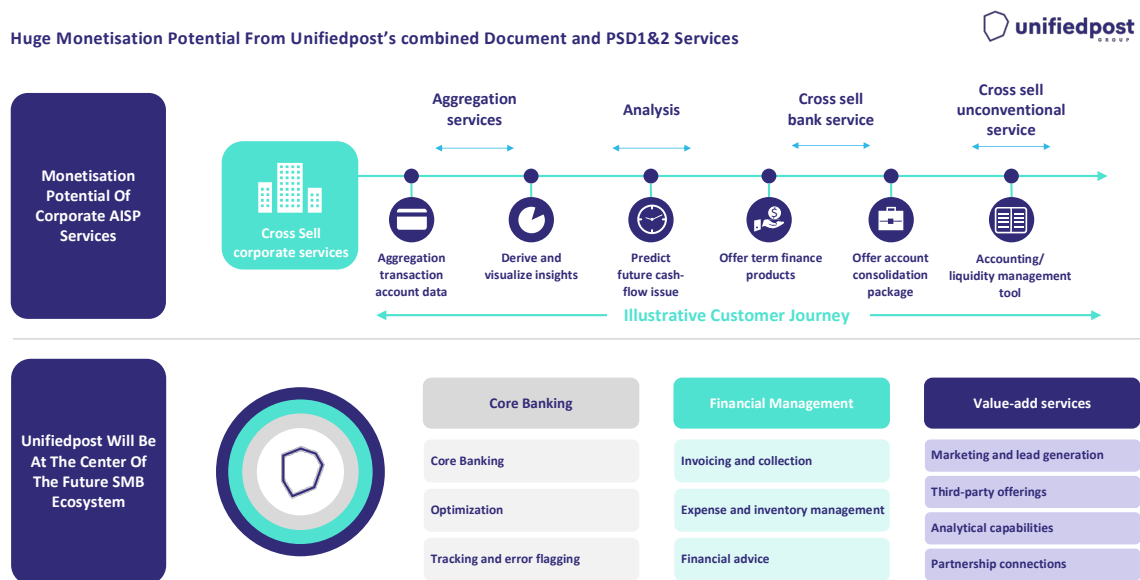 Huge Monetisation Potential From Unifiedpost's combined Document and PSD1&2 Services
unifiedpost
GROUP
Monetisation
Potential Of
Corporate AISP
Services
Cross Sell
corporate services
Aggregation
services
Analysis
Cross sell
bank service
Cross sell
unconventional
service
Aggregation
transaction
account data
Derive and
visualize insights
Predict
future cash-
flow issue
Offer term finance
products
Offer account
consolidation
package
Accounting/
liquidity management
tool
Illustrative Customer Journey
Unifiedpost Will Be
At The Center Of
The Future SMB
Ecosystem
Core Banking
Core Banking
Optimization
Tracking and error flagging
Financial Management
Invoicing and collection
Expense and inventory management
Financial advice
Value-add services
Marketing and lead generation
Third-party offerings
Analytical capabilities
Partnership connections